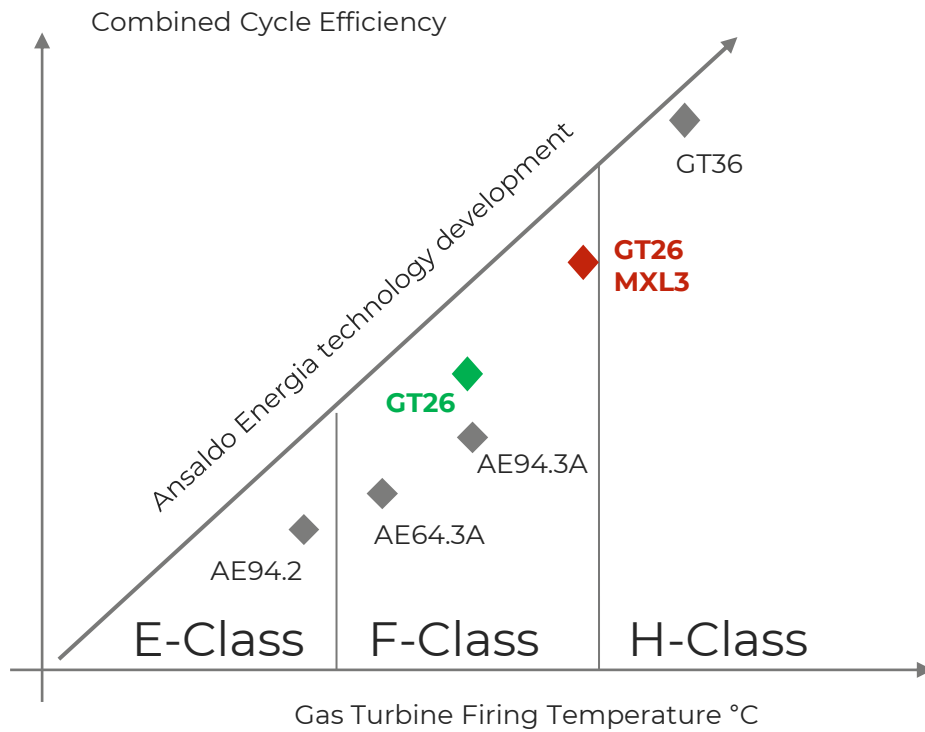 Combined Cycle Efficiency
Ansaldo Energia technology development
GT36
GT26
MXL3
GT26
AE94.3A
AE64.3A
AE94.2
E-Class
F-Class
H-Class
Gas Turbine Firing Temperature °C